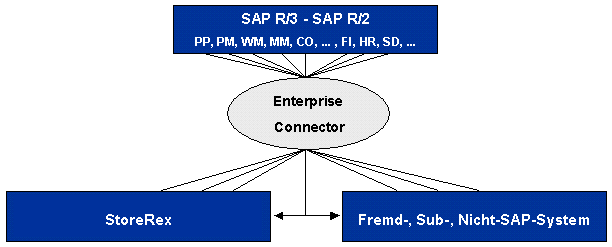 SAP R/3 - SAP R/2
PP, PM, WM, MM, CO, ... , FI, HR, SD, ...
Enterprise
Connector
StoreRex
Fremd-, Sub-, Nicht-SAP-System